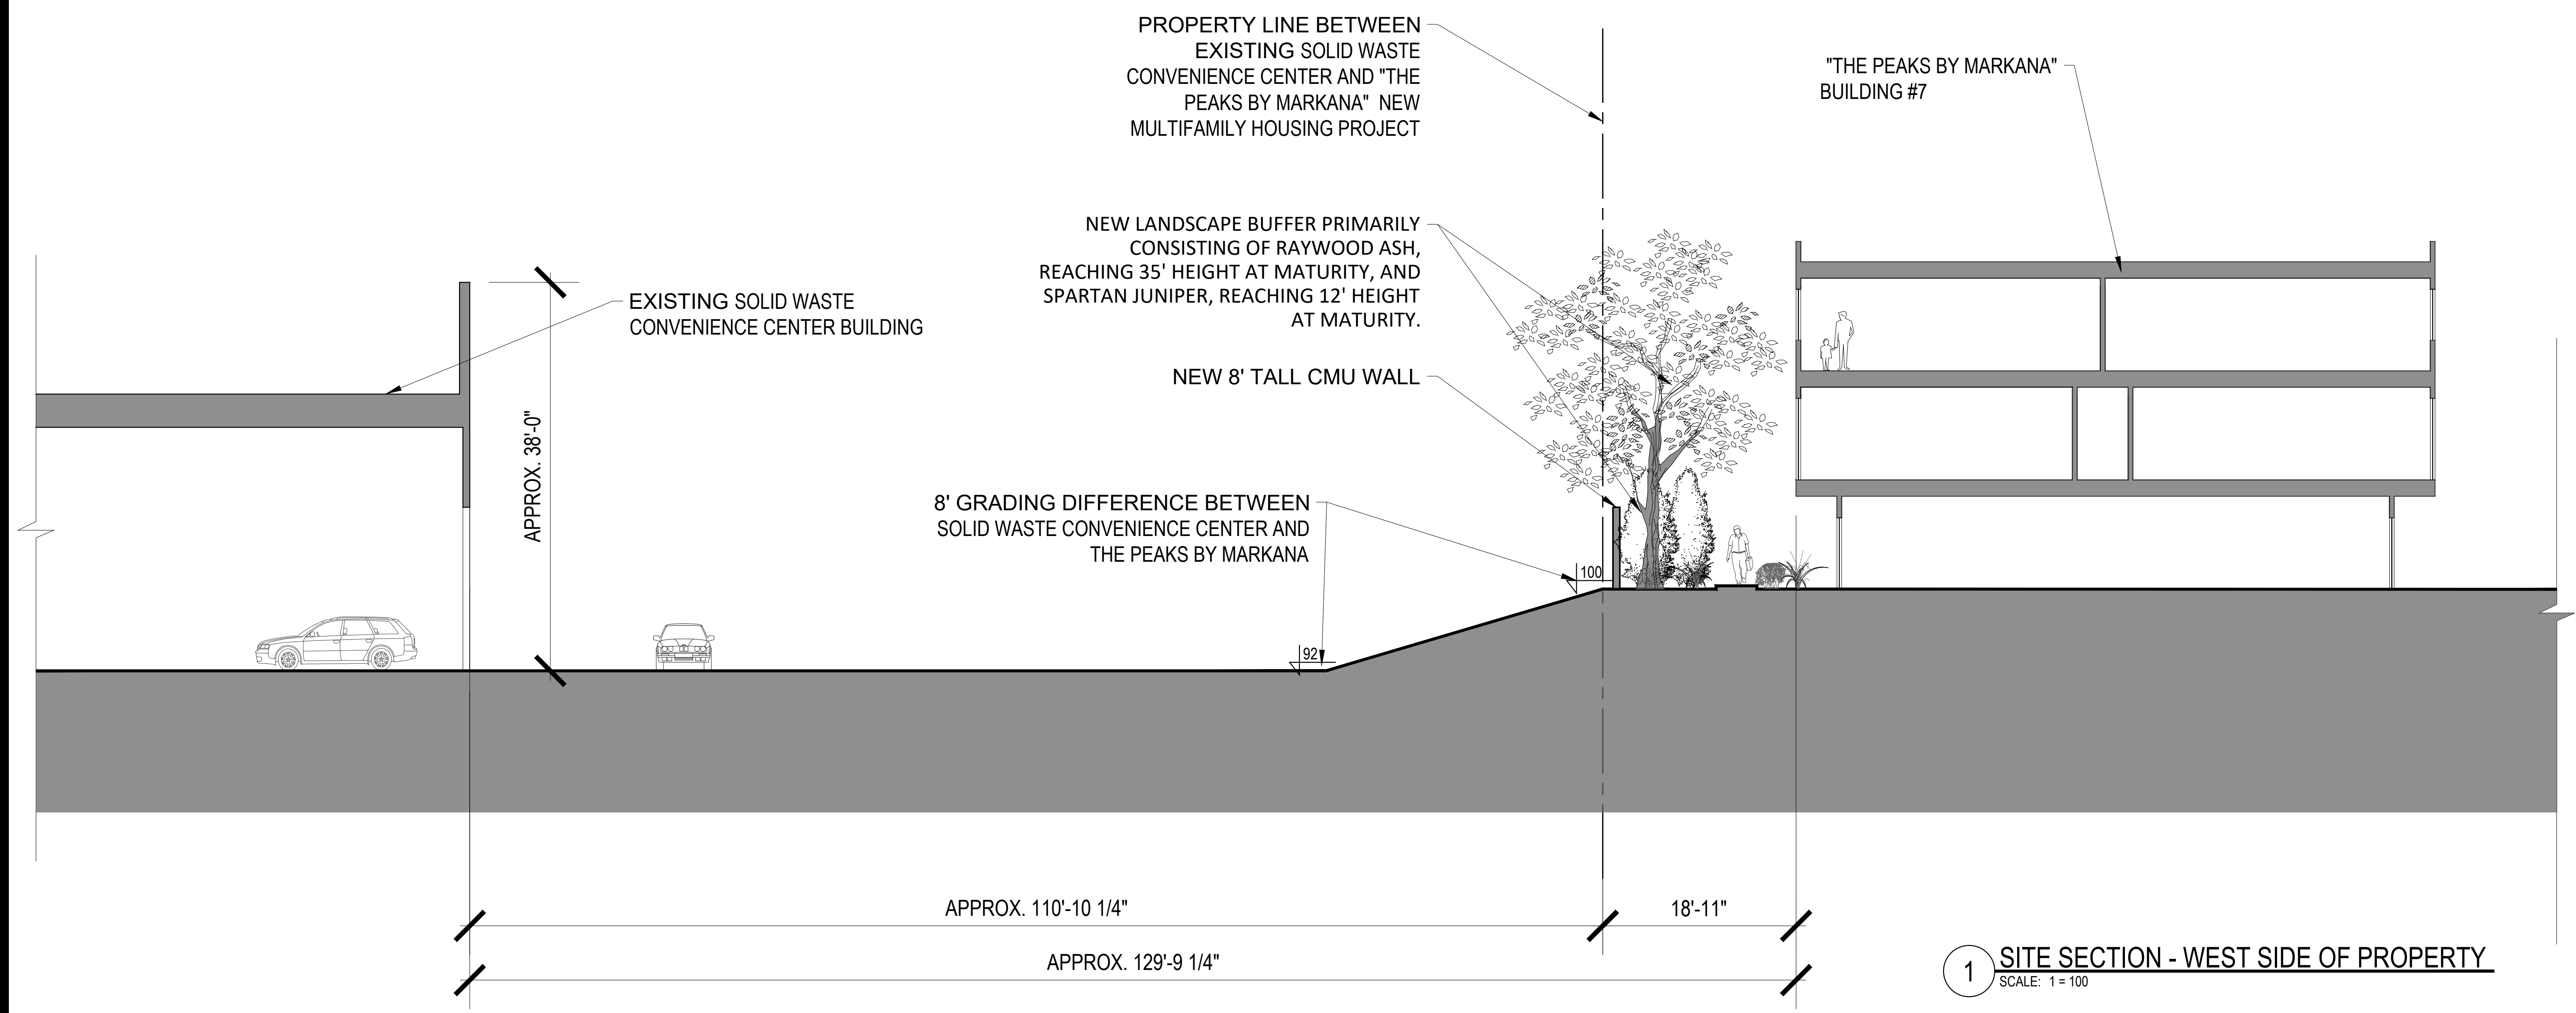 PROPERTY LINE BETWEEN
EXISTING SOLID WASTE
CONVENIENCE CENTER AND "THE
PEAKS BY MARKANA" NEW
MULTIFAMILY HOUSING PROJECT
"THE PEAKS BY MARKANA"
BUILDING #7
NEW LANDSCAPE BUFFER PRIMARILY
CONSISTING OF RAYWOOD ASH,
REACHING 35' HEIGHT AT MATURITY, AND
SPARTAN JUNIPER, REACHING 12' HEIGHT
AT MATURITY.
EXISTING SOLID WASTE
CONVENIENCE CENTER BUILDING
NEW 8' TALL CMU WALL
APPROX. 38'-0"
8' GRADING DIFFERENCE BETWEEN
SOLID WASTE CONVENIENCE CENTER AND
THE PEAKS BY MARKANA
100
92
APPROX. 110'-10 1/4"
18'-11"
APPROX. 129'-9 1/4"
1
SITE SECTION - WEST SIDE OF PROPERTY
SCALE: 1 = 100